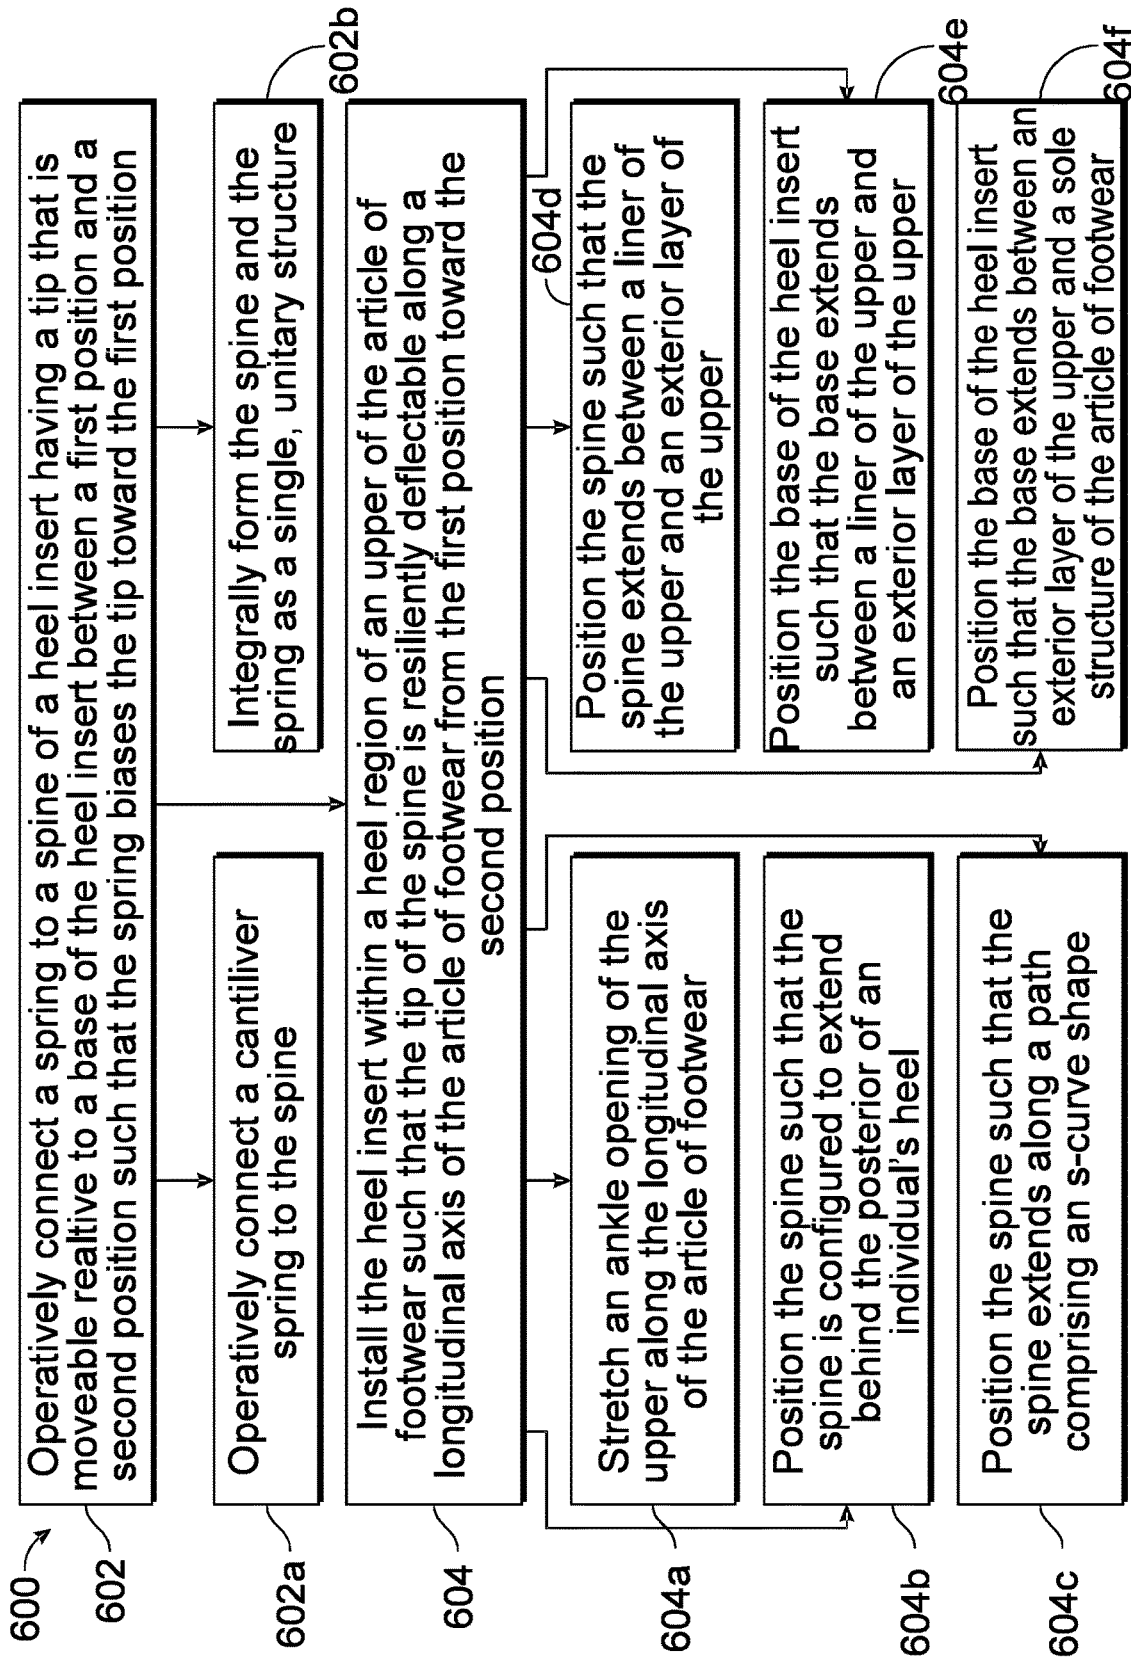 600
602
Operatively connect a spring to a spine of a heel insert having a tip that is
moveable realtive to a base of the heel insert between a first position and a
second position such that the spring biases the tip toward the first position
602a
Operatively connect a cantiliver
spring to the spine
602b
Integrally form the spine and the
spring as a single, unitary structure
604
Install the heel insert within a heel region of an upper of the article of
footwear such that the tip of the spine is resiliently deflectable along a
longitudinal axis of the article of footwear from the first position toward the
second position
604a
Stretch an ankle opening of the
upper along the longitudinal axis
of the article of footwear
604d
Position the spine such that the
spine extends between a liner of
the upper and an exterior layer of
the upper
604b
Position the spine such that the
spine is configured to extend
behind the posterior of an
individual's heel
604e
Position the base of the heel insert
such that the base extends
between a liner of the upper and
an exterior layer of the upper
604c
Position the spine such that the
spine extends along a path
comprising an s-curve shape
604f
Position the base of the heel insert
such that the base extends between an
exterior layer of the upper and a sole
structure of the article of footwear